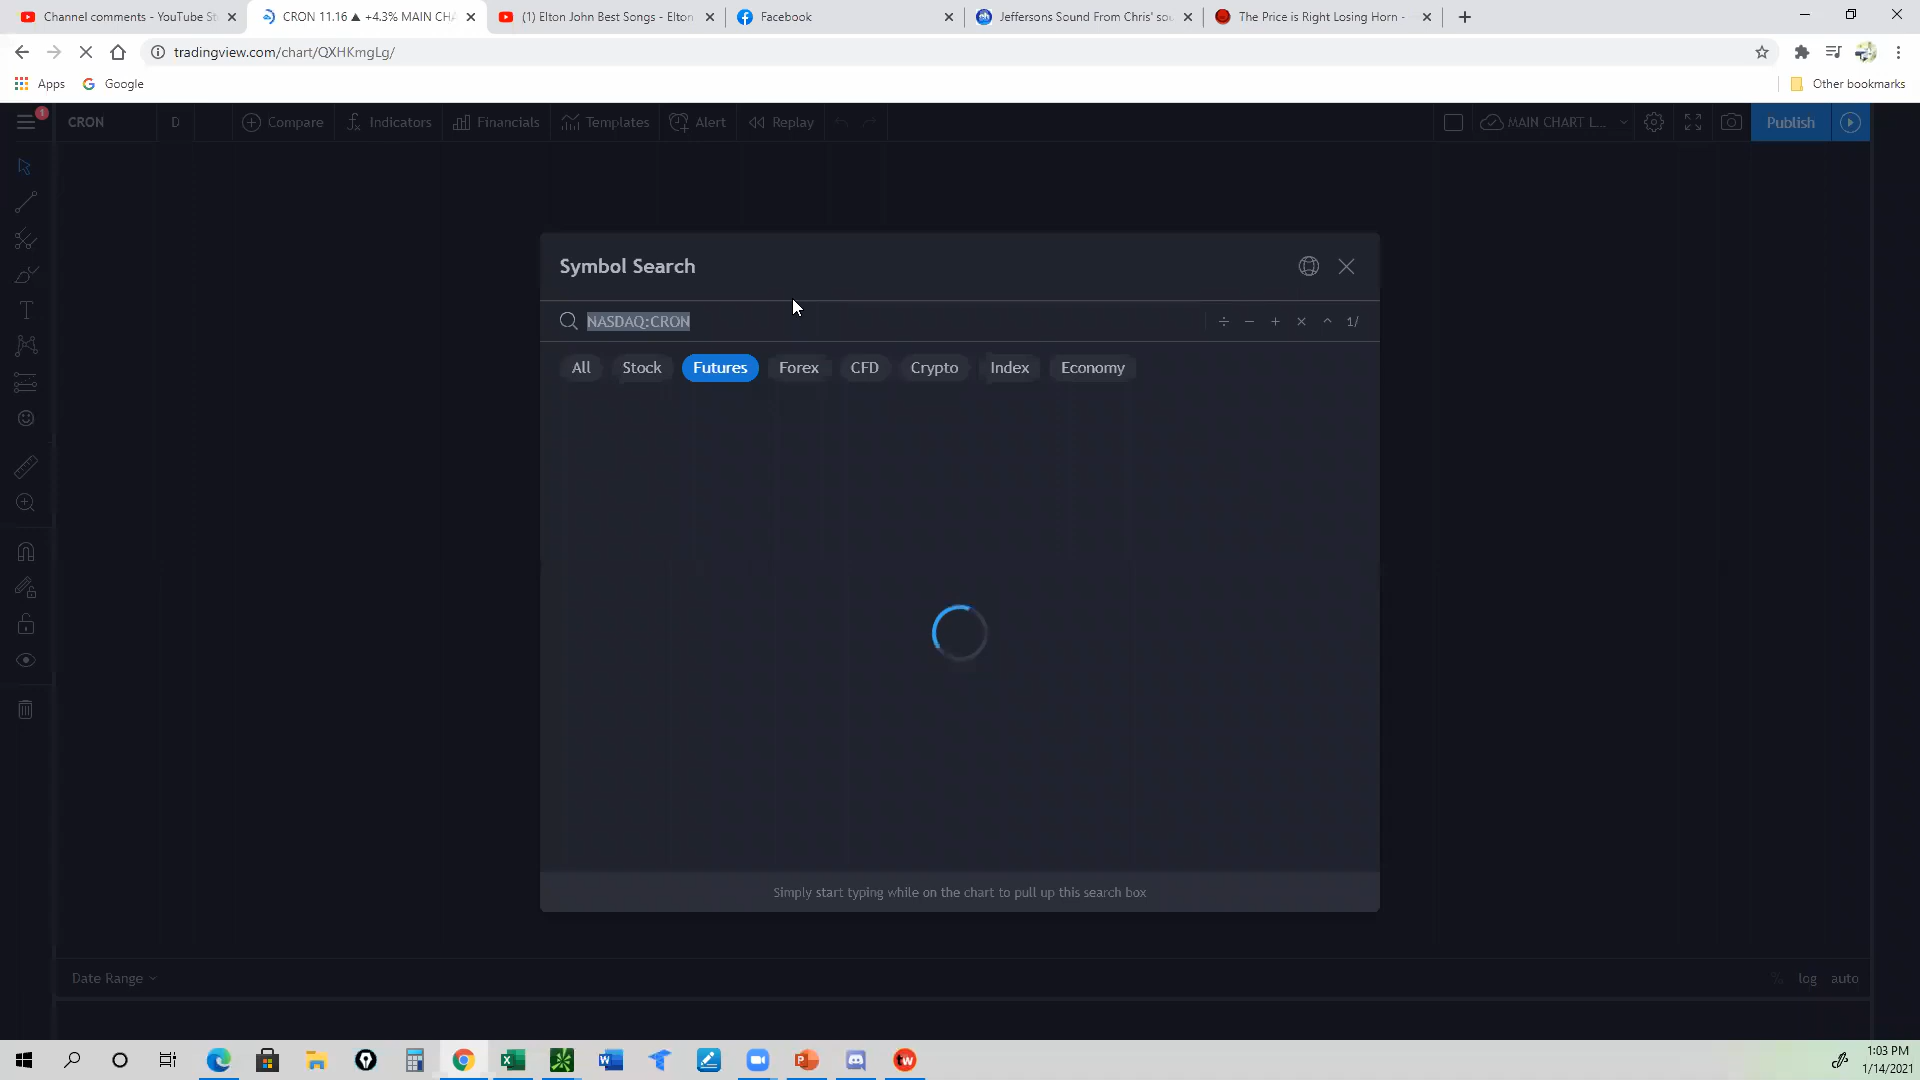 Channel comments - YouTube St
CRON 11.16 ▲ +4.3% MAIN CHA
(1) Elton John Best Songs - Elton
Facebook
Jeffersons Sound From Chris' sou
The Price is Right Losing Horn -
tradingview.com/chart/QXHKmgLg/
Apps
Google
Other bookmarks
1
CRON
D
Compare
Indicators
Financials
Templates
Alert
Replay
MAIN CHART L...
Publish
Symbol Search
NASDAQ:CRON
÷ − + × ^ 1/
All
Stock
Futures
Forex
CFD
Crypto
Index
Economy
Simply start typing while on the chart to pull up this search box
Date Range
%
log
auto
1:03 PM
1/14/2021